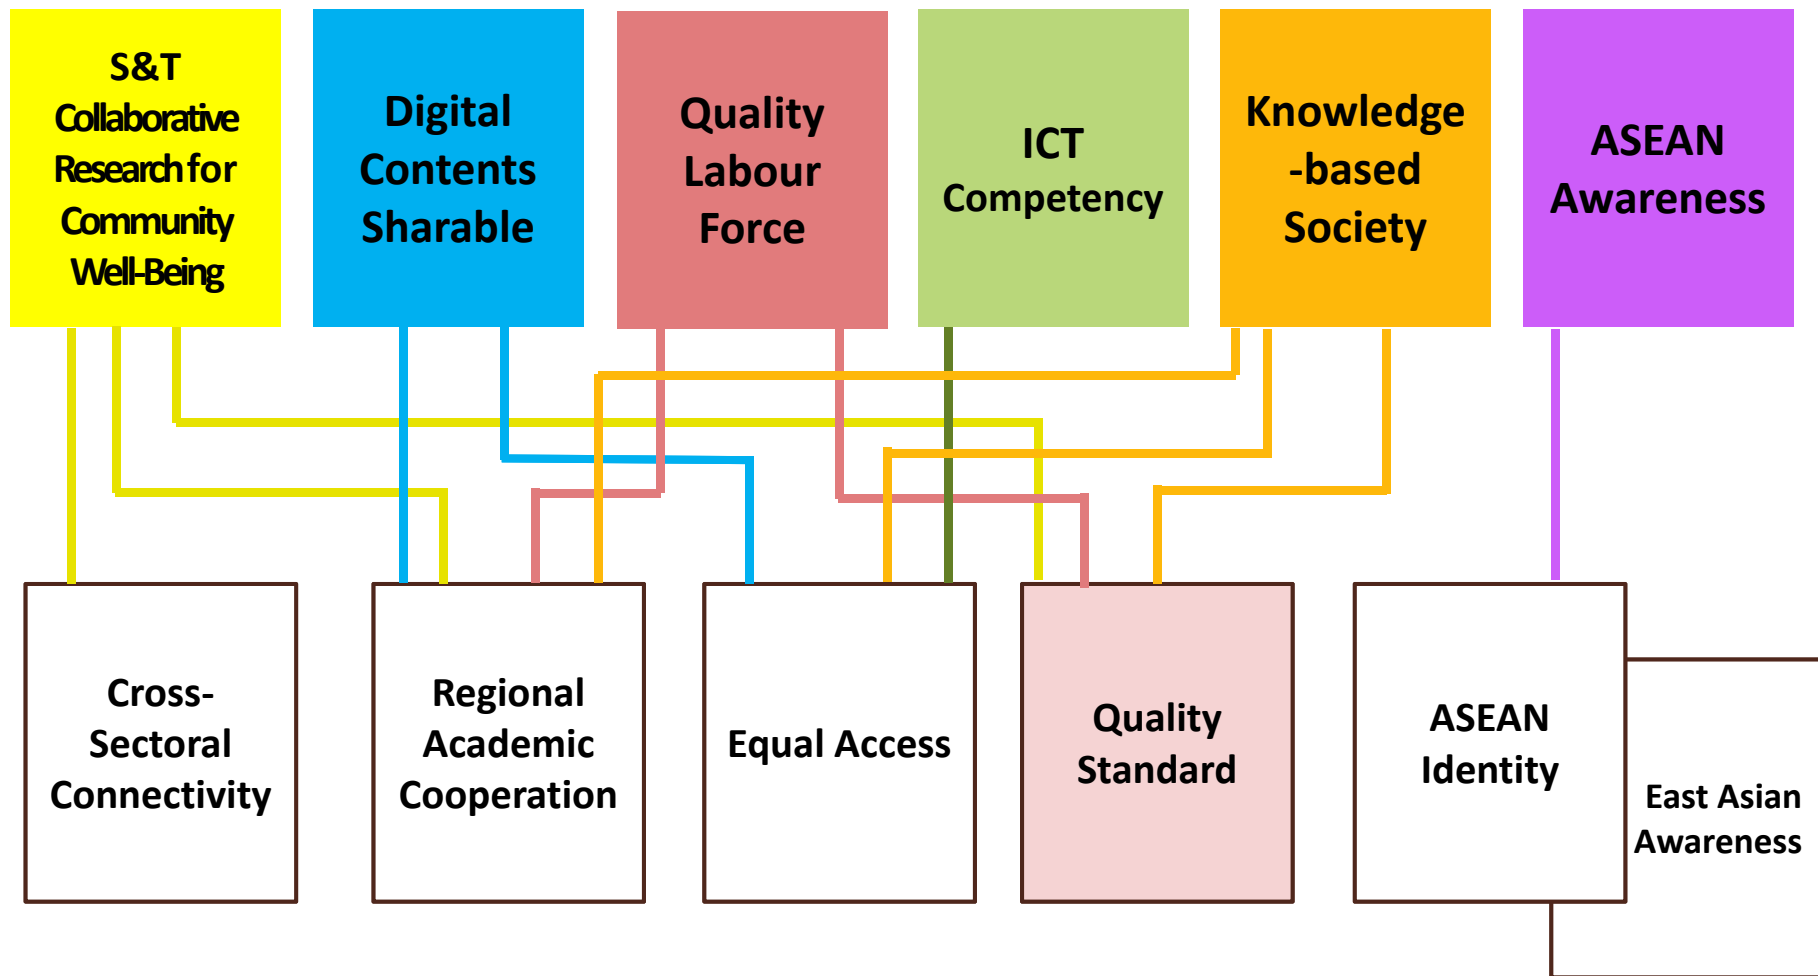 S&T
Collaborative
Research for
Community
Well-Being
Digital
Contents
Sharable
Quality
Labour
Force
ICT
Competency
Knowledge
-based
Society
ASEAN
Awareness
Cross-
Sectoral
Connectivity
Regional
Academic
Cooperation
Equal Access
Quality
Standard
ASEAN
Identity
East Asian
Awareness